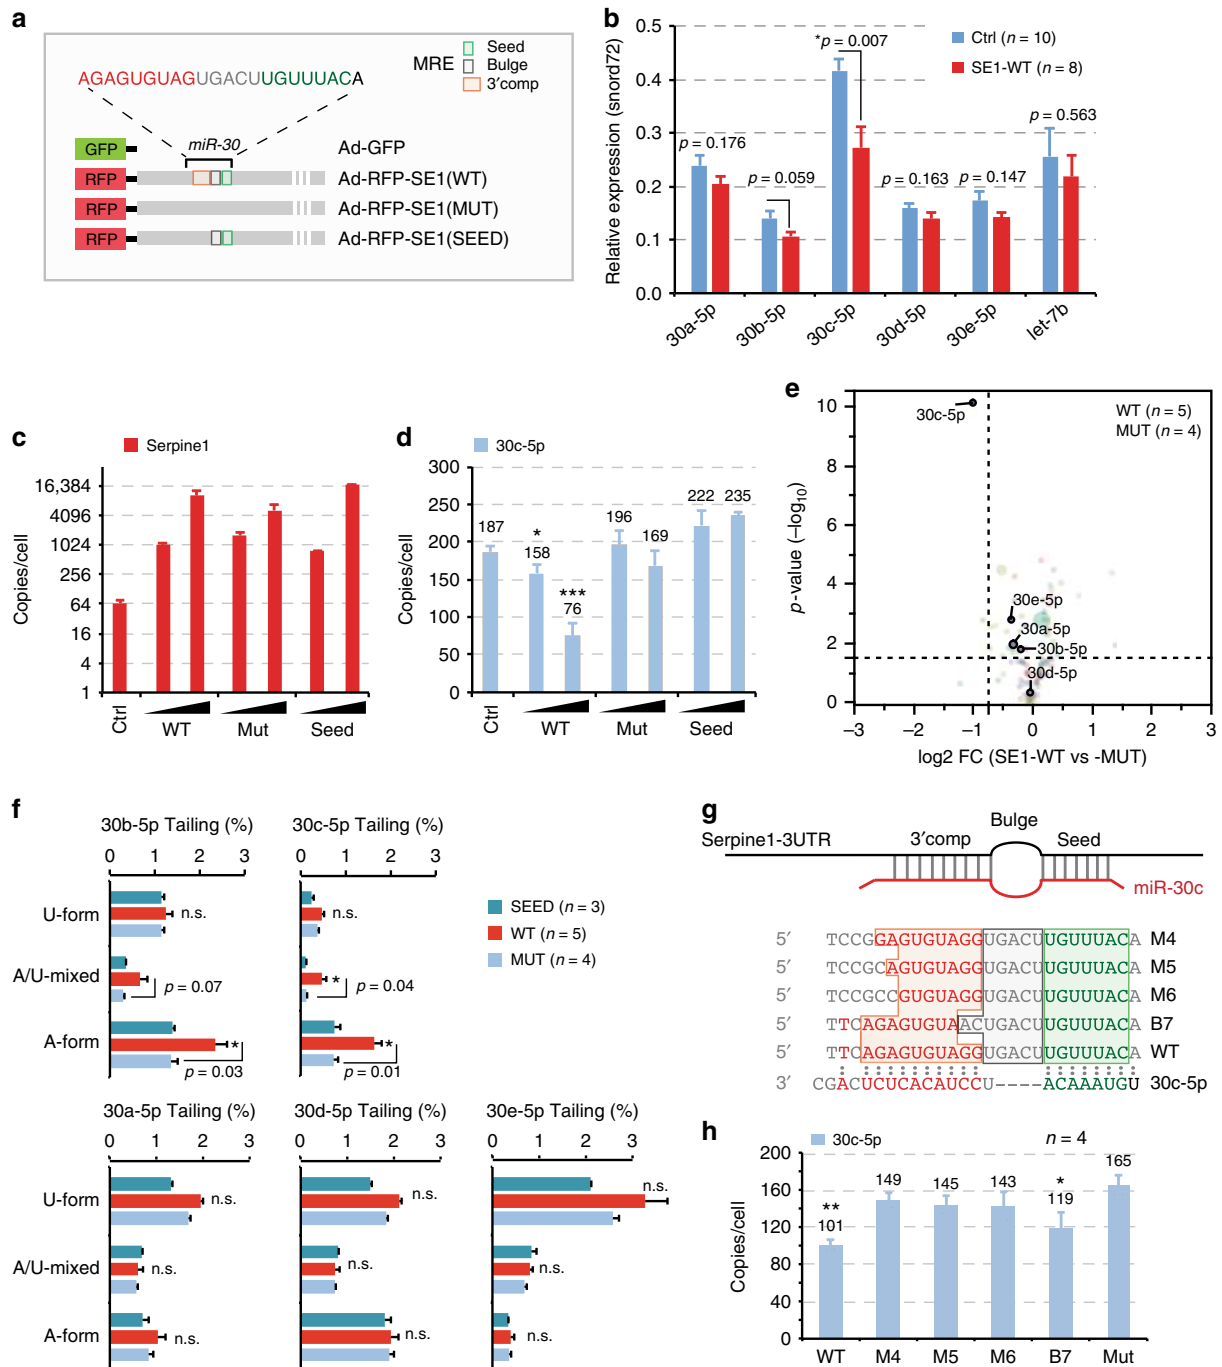 a
AGAGUGUAGUGACUUGUUUACA
MRE
Seed
Bulge
3′comp
miR-30
GFP
Ad-GFP
RFP
Ad-RFP-SE1(WT)
RFP
Ad-RFP-SE1(MUT)
RFP
Ad-RFP-SE1(SEED)
b
Relative expression (snord72)
0.5
0.4
0.3
0.2
0.1
0.0
Ctrl (n = 10)
SE1-WT (n = 8)
p = 0.176
p = 0.059
*p = 0.007
p = 0.163
p = 0.147
p = 0.563
30a-5p
30b-5p
30c-5p
30d-5p
30e-5p
let-7b
c
Serpine1
Copies/cell
16,384
4096
1024
256
64
16
4
1
Ctrl
WT
Mut
Seed
d
30c-5p
Copies/cell
300
250
200
150
100
50
0
187
*
158
***
76
196
169
222
235
Ctrl
WT
Mut
Seed
e
p-value (−log10)
10
8
6
4
2
0
30c-5p
WT (n = 5)
MUT (n = 4)
30e-5p
30a-5p
30b-5p
30d-5p
−3
−2
−1
0
1
2
3
log2 FC (SE1-WT vs -MUT)
f
30b-5p Tailing (%)
0 1 2 3
30c-5p Tailing (%)
0 1 2 3
SEED (n = 3)
WT (n = 5)
MUT (n = 4)
U-form
n.s.
n.s.
A/U-mixed
p = 0.07
*
p = 0.04
A-form
*
p = 0.03
*
p = 0.01
30a-5p Tailing (%)
0 1 2 3
30d-5p Tailing (%)
0 1 2 3
30e-5p Tailing (%)
0 1 2 3
U-form
n.s.
n.s.
n.s.
A/U-mixed
n.s.
n.s.
n.s.
A-form
n.s.
n.s.
n.s.
g
Serpine1-3UTR
3′comp
Bulge
Seed
miR-30c
5′ TCCGGAGUGUAGGUGACUUGUUUACA M4
5′ TCCGCAGUGUAGGUGACUUGUUUACA M5
5′ TCCGCCGUGUAGGUGACUUGUUUACA M6
5′ TTCAGAGUGUAACUGACUUGUUUACA B7
5′ TTCAGAGUGUAGGUGACUUGUUUACA WT
3′ CGACUCUCACAUCCU----ACAAAUGU 30c-5p
h
30c-5p
n = 4
Copies/cell
200
160
120
80
40
0
**
101
149
145
143
*
119
165
WT
M4
M5
M6
B7
Mut